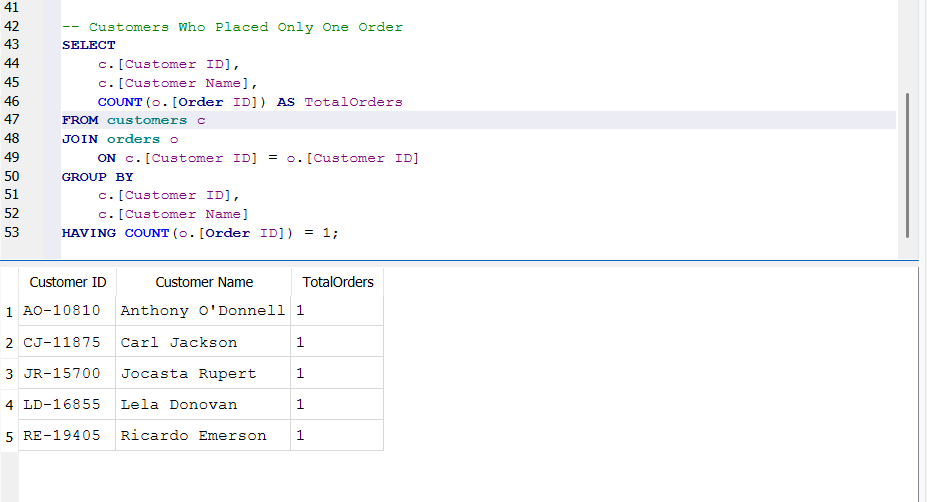 41
42 -- Customers Who Placed Only One Order
43 SELECT
44 c.[Customer ID],
45 c.[Customer Name],
46 COUNT(o.[Order ID]) AS TotalOrders
47 FROM customers c
48 JOIN orders o
49 ON c.[Customer ID] = o.[Customer ID]
50 GROUP BY
51 c.[Customer ID],
52 c.[Customer Name]
53 HAVING COUNT(o.[Order ID]) = 1;
Customer ID Customer Name TotalOrders
1 AO-10810 Anthony O'Donnell 1
2 CJ-11875 Carl Jackson 1
3 JR-15700 Jocasta Rupert 1
4 LD-16855 Lela Donovan 1
5 RE-19405 Ricardo Emerson 1